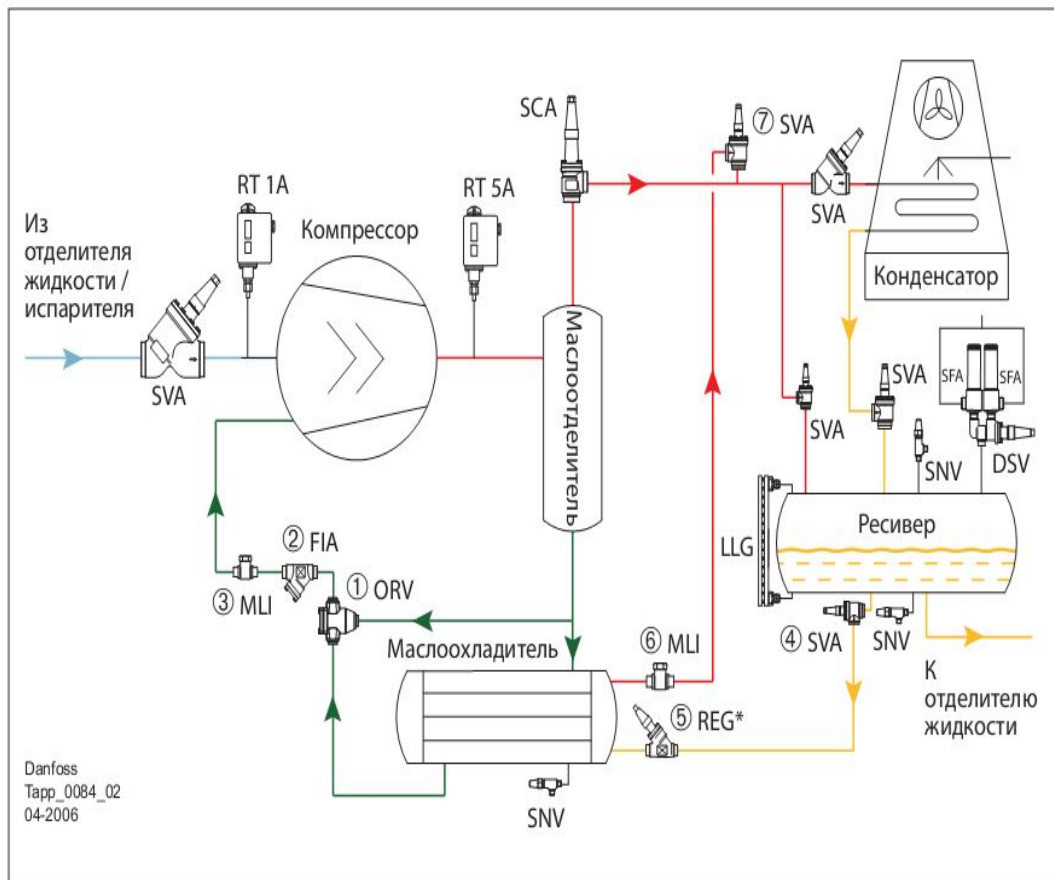 SCA
⑦ SVA
RT 1A
RT 5A
SVA
Из
отделителя
жидкости /
испарителя
Компрессор
Конденсатор
SVA
Маслоотделитель
SVA
SFA
SFA
SVA
SNV
DSV
LLG
Ресивер
② FIA
① ORV
③ MLI
Маслоохладитель
⑥ MLI
④ SVA
SNV
К
отделителю
жидкости
⑤ REG*
SNV
Danfoss
Tapp_0084_02
04-2006